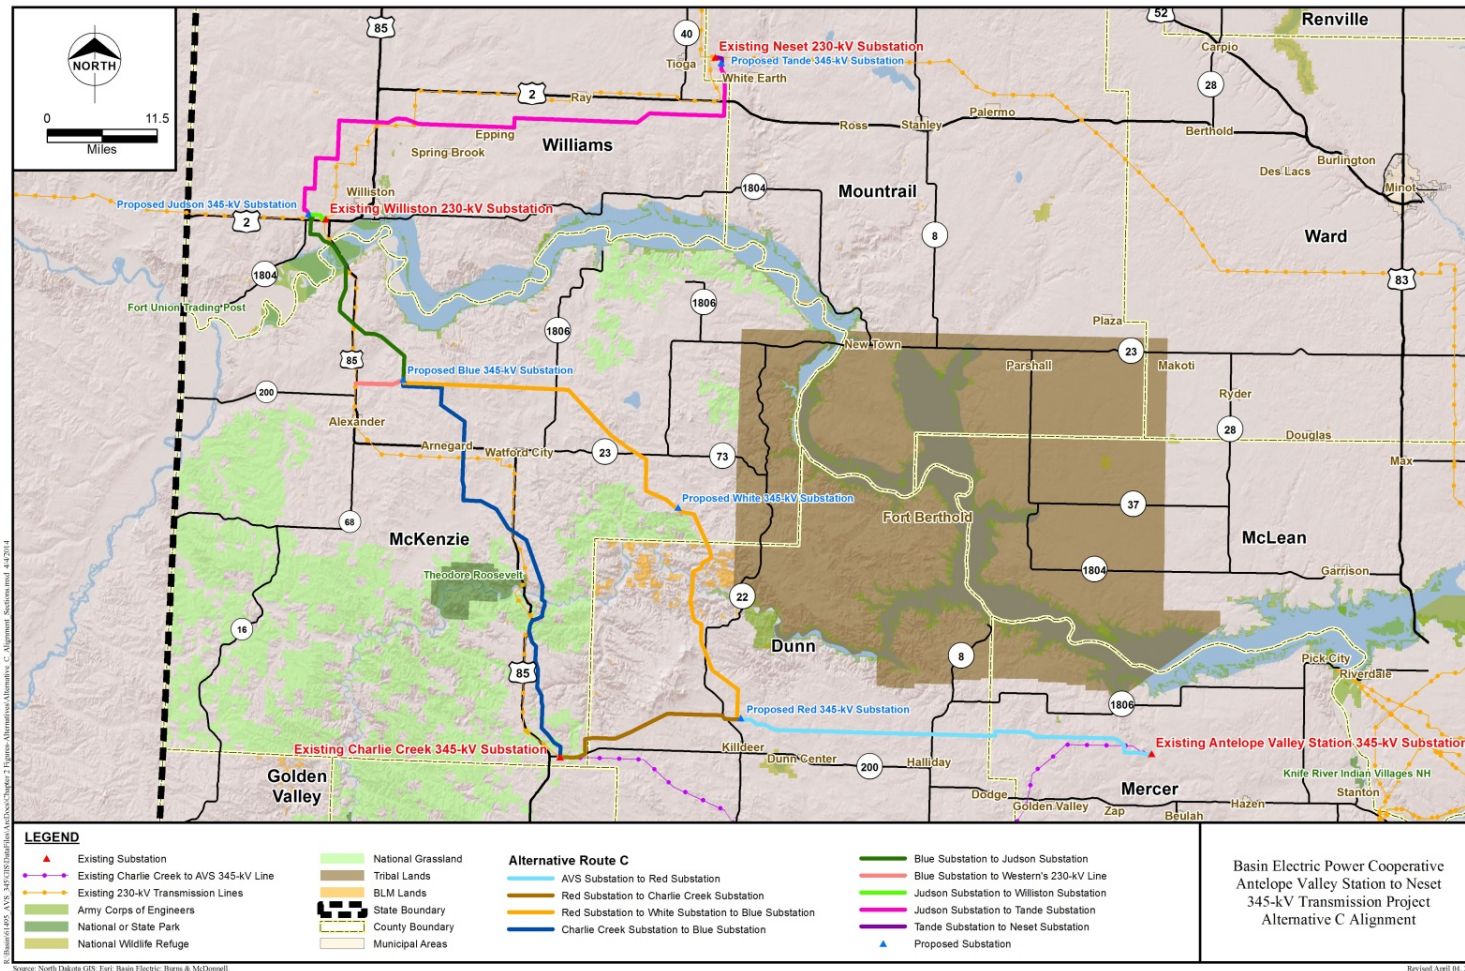 NORTH
0 11.5
Miles
85
40
Existing Neset 230-kV Substation
Tioga
Proposed Tande 345-kV Substation
White Earth
52
Renville
Carpio
28
2
Ray
Epping
Spring Brook
Williams
Ross
Stanley
Palermo
Berthold
Burlington
Des Lacs
Minot
Williston
1804
Mountrail
Proposed Judson 345-kV Substation
Existing Williston 230-kV Substation
2
8
Ward
83
1804
Fort Union Trading Post
1806
1806
85
New Town
Plaza
23
Parshall
Makoti
Proposed Blue 345-kV Substation
200
Alexander
Arnegard
Watford City
23
73
Ryder
28
Douglas
Max
Proposed White 345-kV Substation
68
McKenzie
Fort Berthold
37
McLean
Theodore Roosevelt
1804
Garrison
22
16
Dunn
8
85
Pick City
Riverdale
1806
Proposed Red 345-kV Substation
Existing Charlie Creek 345-kV Substation
Killdeer
Dunn Center
200
Halliday
Existing Antelope Valley Station 345-kV Substation
Golden
Valley
Dodge
Golden Valley
Zap
Mercer
Beulah
Hazen
Knife River Indian Villages NH
Stanton
LEGEND
Existing Substation
Existing Charlie Creek to AVS 345-kV Line
Existing 230-kV Transmission Lines
Army Corps of Engineers
National or State Park
National Wildlife Refuge
National Grassland
Tribal Lands
BLM Lands
State Boundary
County Boundary
Municipal Areas
Alternative Route C
AVS Substation to Red Substation
Red Substation to Charlie Creek Substation
Red Substation to White Substation to Blue Substation
Charlie Creek Substation to Blue Substation
Blue Substation to Judson Substation
Blue Substation to Western's 230-kV Line
Judson Substation to Williston Substation
Judson Substation to Tande Substation
Tande Substation to Neset Substation
Proposed Substation
Basin Electric Power Cooperative
Antelope Valley Station to Neset
345-kV Transmission Project
Alternative C Alignment
Source: North Dakota GIS; Esri; Basin Electric; Burns & McDonnell
Revised April 04,